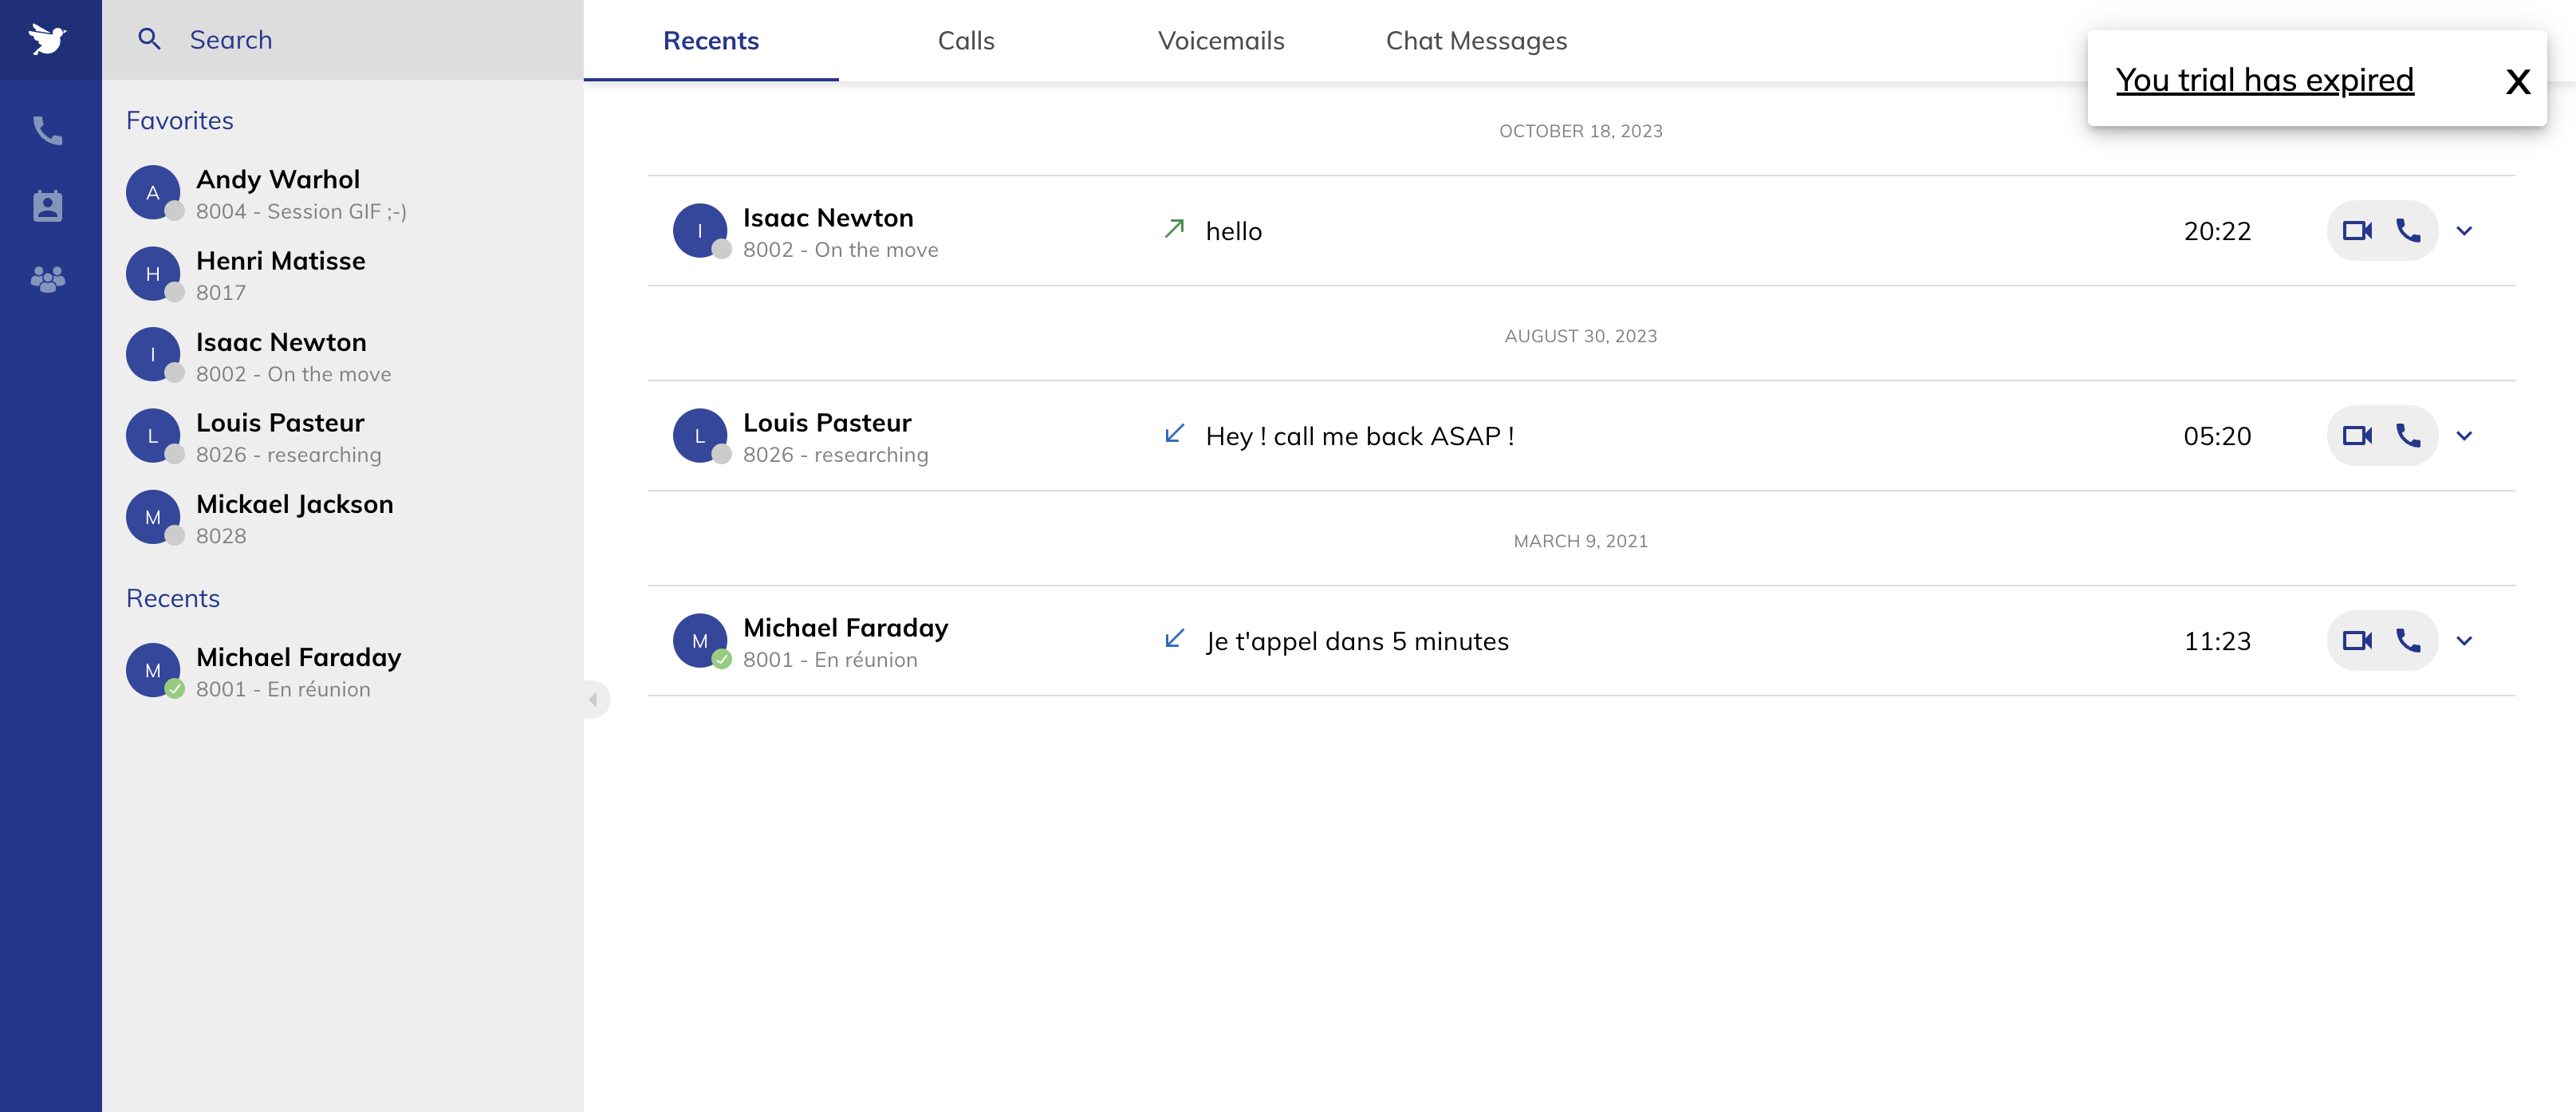 Search
Recents
Calls
Voicemails
Chat Messages
You trial has expired
X
Favorites
A
Andy Warhol
8004 - Session GIF ;-)
H
Henri Matisse
8017
I
Isaac Newton
8002 - On the move
L
Louis Pasteur
8026 - researching
M
Mickael Jackson
8028
Recents
M
Michael Faraday
8001 - En réunion
OCTOBER 18, 2023
I
Isaac Newton
8002 - On the move
hello
20:22
AUGUST 30, 2023
L
Louis Pasteur
8026 - researching
Hey ! call me back ASAP !
05:20
MARCH 9, 2021
M
Michael Faraday
8001 - En réunion
Je t'appel dans 5 minutes
11:23